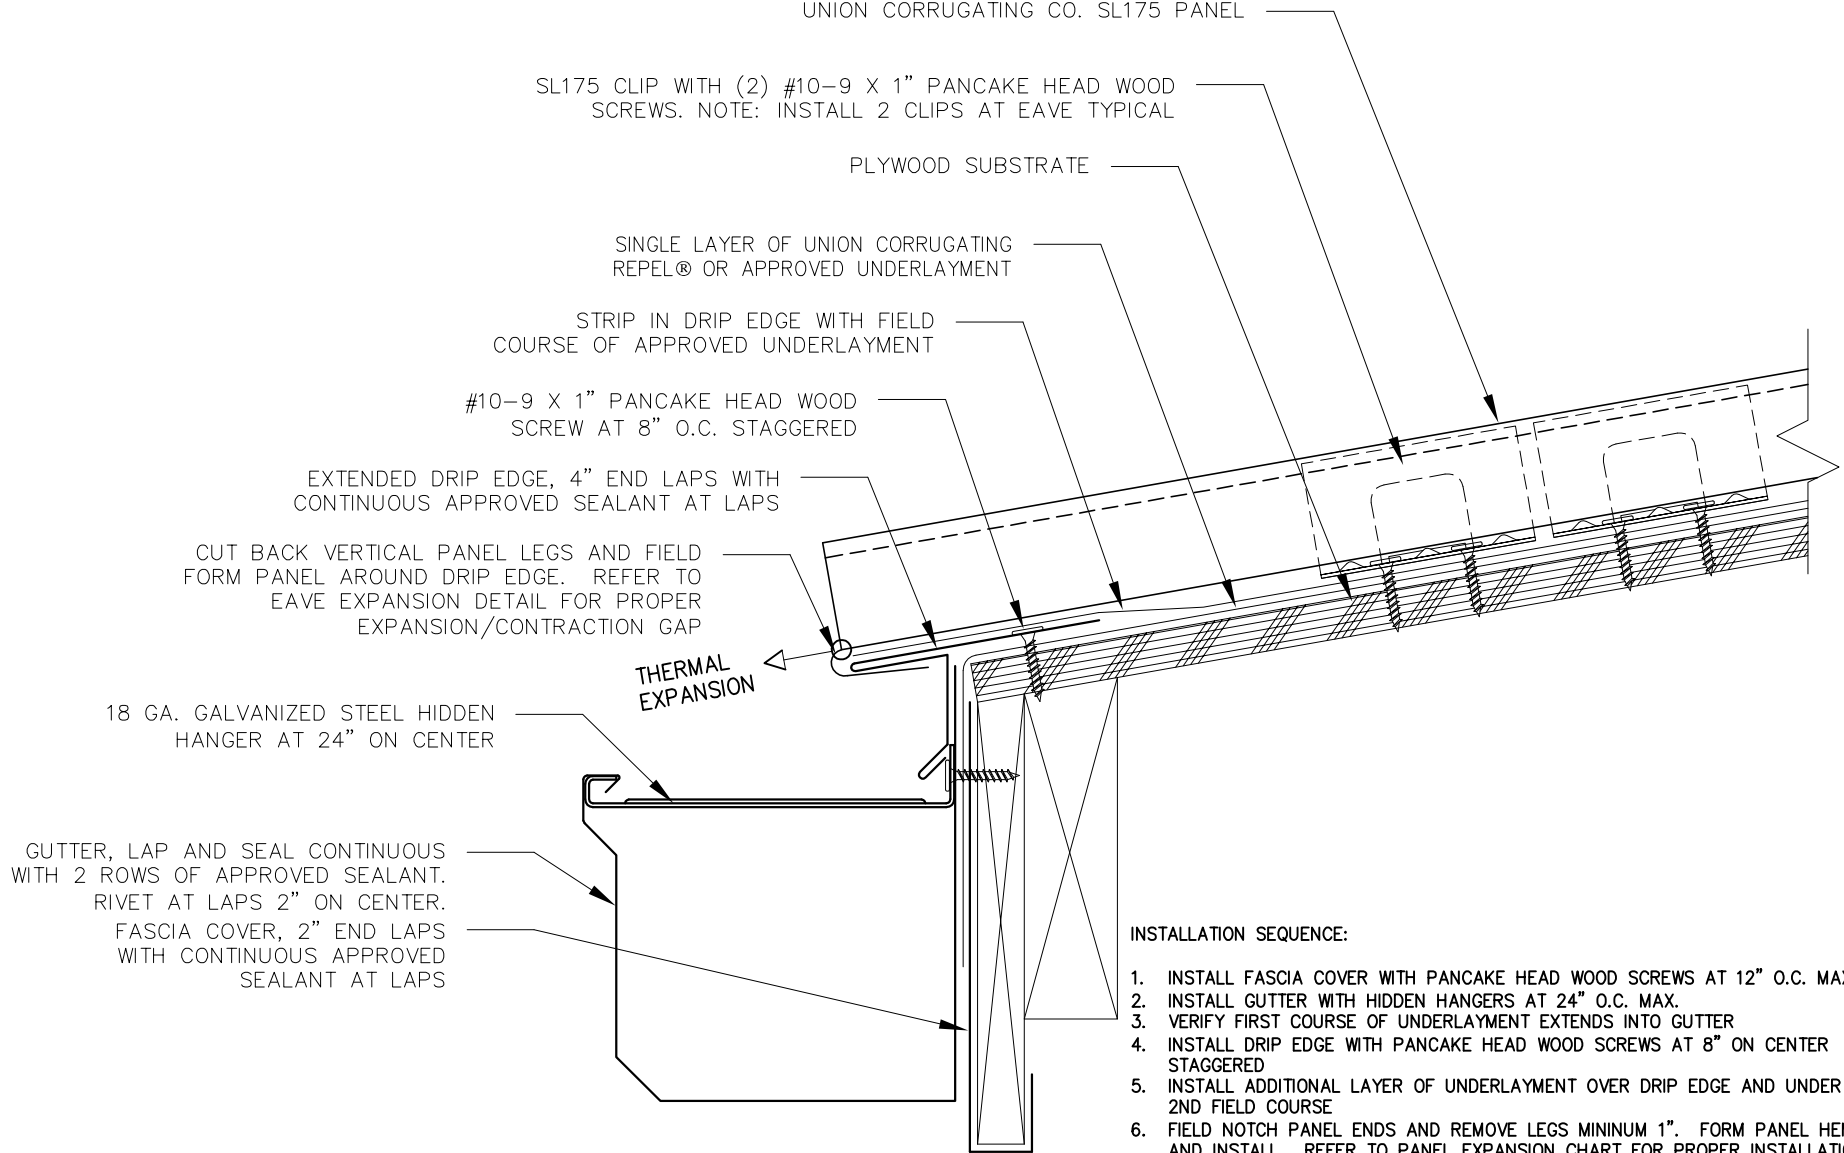 UNION CORRUGATING CO. SL175 PANEL
SL175 CLIP WITH (2) #10-9 X 1" PANCAKE HEAD WOOD
SCREWS. NOTE: INSTALL 2 CLIPS AT EAVE TYPICAL
PLYWOOD SUBSTRATE
SINGLE LAYER OF UNION CORRUGATING
REPEL® OR APPROVED UNDERLAYMENT
STRIP IN DRIP EDGE WITH FIELD
COURSE OF APPROVED UNDERLAYMENT
#10-9 X 1" PANCAKE HEAD WOOD
SCREW AT 8" O.C. STAGGERED
EXTENDED DRIP EDGE, 4" END LAPS WITH
CONTINUOUS APPROVED SEALANT AT LAPS
CUT BACK VERTICAL PANEL LEGS AND FIELD
FORM PANEL AROUND DRIP EDGE. REFER TO
EAVE EXPANSION DETAIL FOR PROPER
EXPANSION/CONTRACTION GAP
THERMAL
EXPANSION
18 GA. GALVANIZED STEEL HIDDEN
HANGER AT 24" ON CENTER
GUTTER, LAP AND SEAL CONTINUOUS
WITH 2 ROWS OF APPROVED SEALANT.
RIVET AT LAPS 2" ON CENTER.
FASCIA COVER, 2" END LAPS
WITH CONTINUOUS APPROVED
SEALANT AT LAPS
INSTALLATION SEQUENCE:
1. INSTALL FASCIA COVER WITH PANCAKE HEAD WOOD SCREWS AT 12" O.C.
2. INSTALL GUTTER WITH HIDDEN HANGERS AT 24" O.C. MAX.
3. VERIFY FIRST COURSE OF UNDERLAYMENT EXTENDS INTO GUTTER
4. INSTALL DRIP EDGE WITH PANCAKE HEAD WOOD SCREWS AT 8" ON CENTER
STAGGERED
5. INSTALL ADDITIONAL LAYER OF UNDERLAYMENT OVER DRIP EDGE AND UNDER
2ND FIELD COURSE
6. FIELD NOTCH PANEL ENDS AND REMOVE LEGS MININUM 1". FORM PANEL
AND INSTALL. REFER TO PANEL EXPANSION CHART FOR PROPER